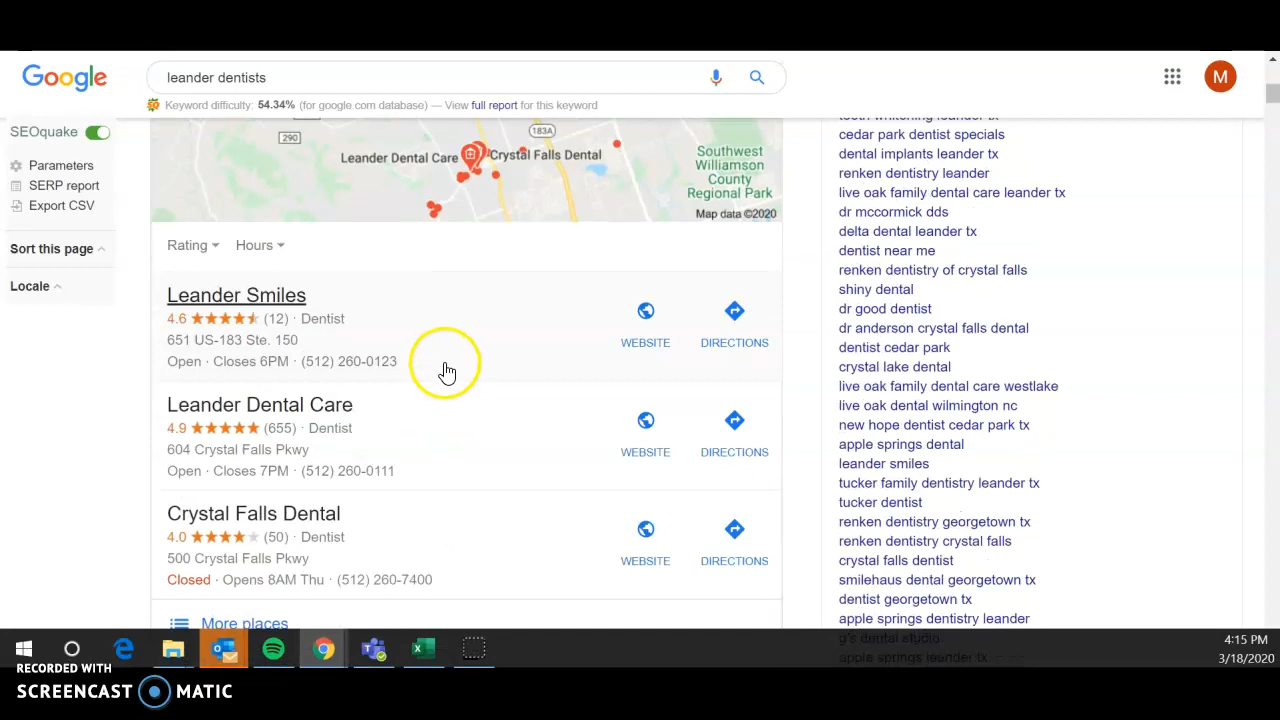 Google
leander dentists
M
Keyword difficulty: 54.34% (for google.com database) — View full report for this keyword
SEOquake
Parameters
SERP report
Export CSV
Sort this page
Locale
290
183A
Leander Dental Care
Crystal Falls Dental
Southwest
Williamson
County
Regional Park
Map data ©2020
Rating
Hours
Leander Smiles
4.6 (12) · Dentist
651 US-183 Ste. 150
Open · Closes 6PM · (512) 260-0123
WEBSITE
DIRECTIONS
Leander Dental Care
4.9 (655) · Dentist
604 Crystal Falls Pkwy
Open · Closes 7PM · (512) 260-0111
WEBSITE
DIRECTIONS
Crystal Falls Dental
4.0 (50) · Dentist
500 Crystal Falls Pkwy
Closed · Opens 8AM Thu · (512) 260-7400
WEBSITE
DIRECTIONS
More places
teeth whitening leander tx
cedar park dentist specials
dental implants leander tx
renken dentistry leander
live oak family dental care leander tx
dr mccormick dds
delta dental leander tx
dentist near me
renken dentistry of crystal falls
shiny dental
dr good dentist
dr anderson crystal falls dental
dentist cedar park
crystal lake dental
live oak family dental care westlake
live oak dental wilmington nc
new hope dentist cedar park tx
apple springs dental
leander smiles
tucker family dentistry leander tx
tucker dentist
renken dentistry georgetown tx
renken dentistry crystal falls
crystal falls dentist
smilehaus dental georgetown tx
dentist georgetown tx
apple springs dentistry leander
g's dental studio
apple springs leander tx
4:15 PM
3/18/2020
RECORDED WITH
SCREENCAST MATIC